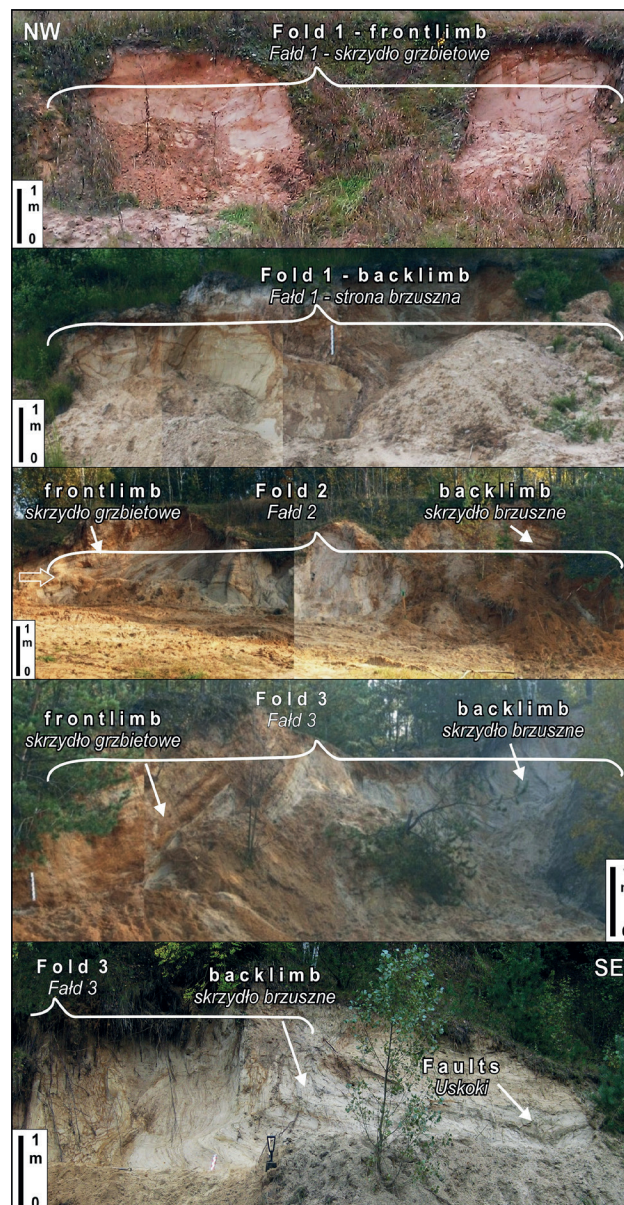 NW
Fold 1 - frontlimb
Fałd 1 - skrzydło grzbietowe
1
m
0
Fold 1 - backlimb
Fałd 1 - strona brzuszna
1
m
0
frontlimb
skrzydło grzbietowe
Fold 2
Fałd 2
backlimb
skrzydło brzuszne
1
m
0
Fold 3
Fałd 3
frontlimb
skrzydło grzbietowe
backlimb
skrzydło brzuszne
Fold 3
Fałd 3
backlimb
skrzydło brzuszne
SE
Faults
Uskoki
1
m
0